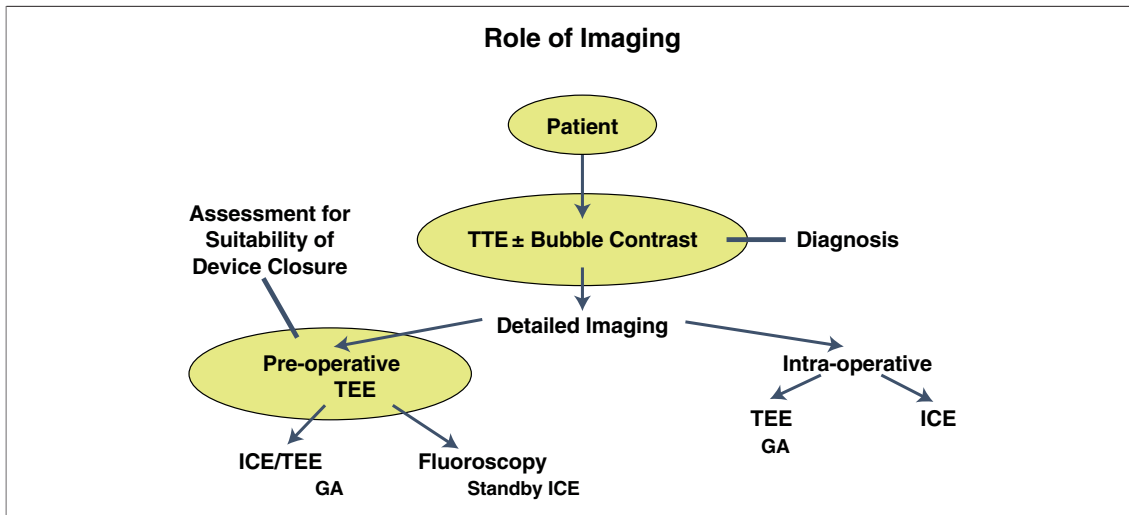 Role of Imaging
Patient
Assessment for
Suitability of
Device Closure
TTE ± Bubble Contrast
Diagnosis
Detailed Imaging
Pre-operative
TEE
Intra-operative
ICE/TEE
GA
Fluoroscopy
Standby ICE
TEE
GA
ICE